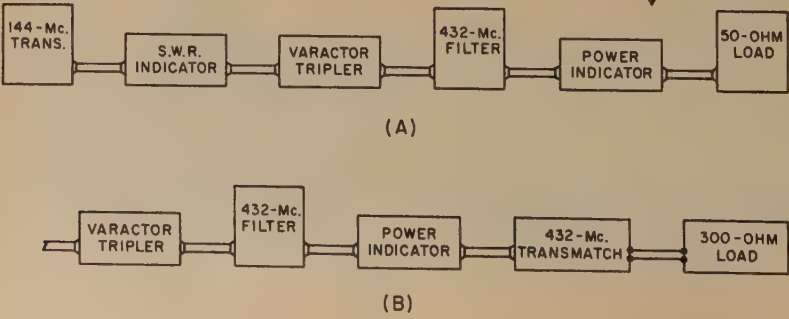 144-Mc.
TRANS.
S.W.R.
INDICATOR
VARACTOR
TRIPLER
432-Mc.
FILTER
POWER
INDICATOR
50-OHM
LOAD
(A)
VARACTOR
TRIPLER
432-Mc.
FILTER
POWER
INDICATOR
432-Mc.
TRANSMATCH
300-OHM
LOAD
(B)